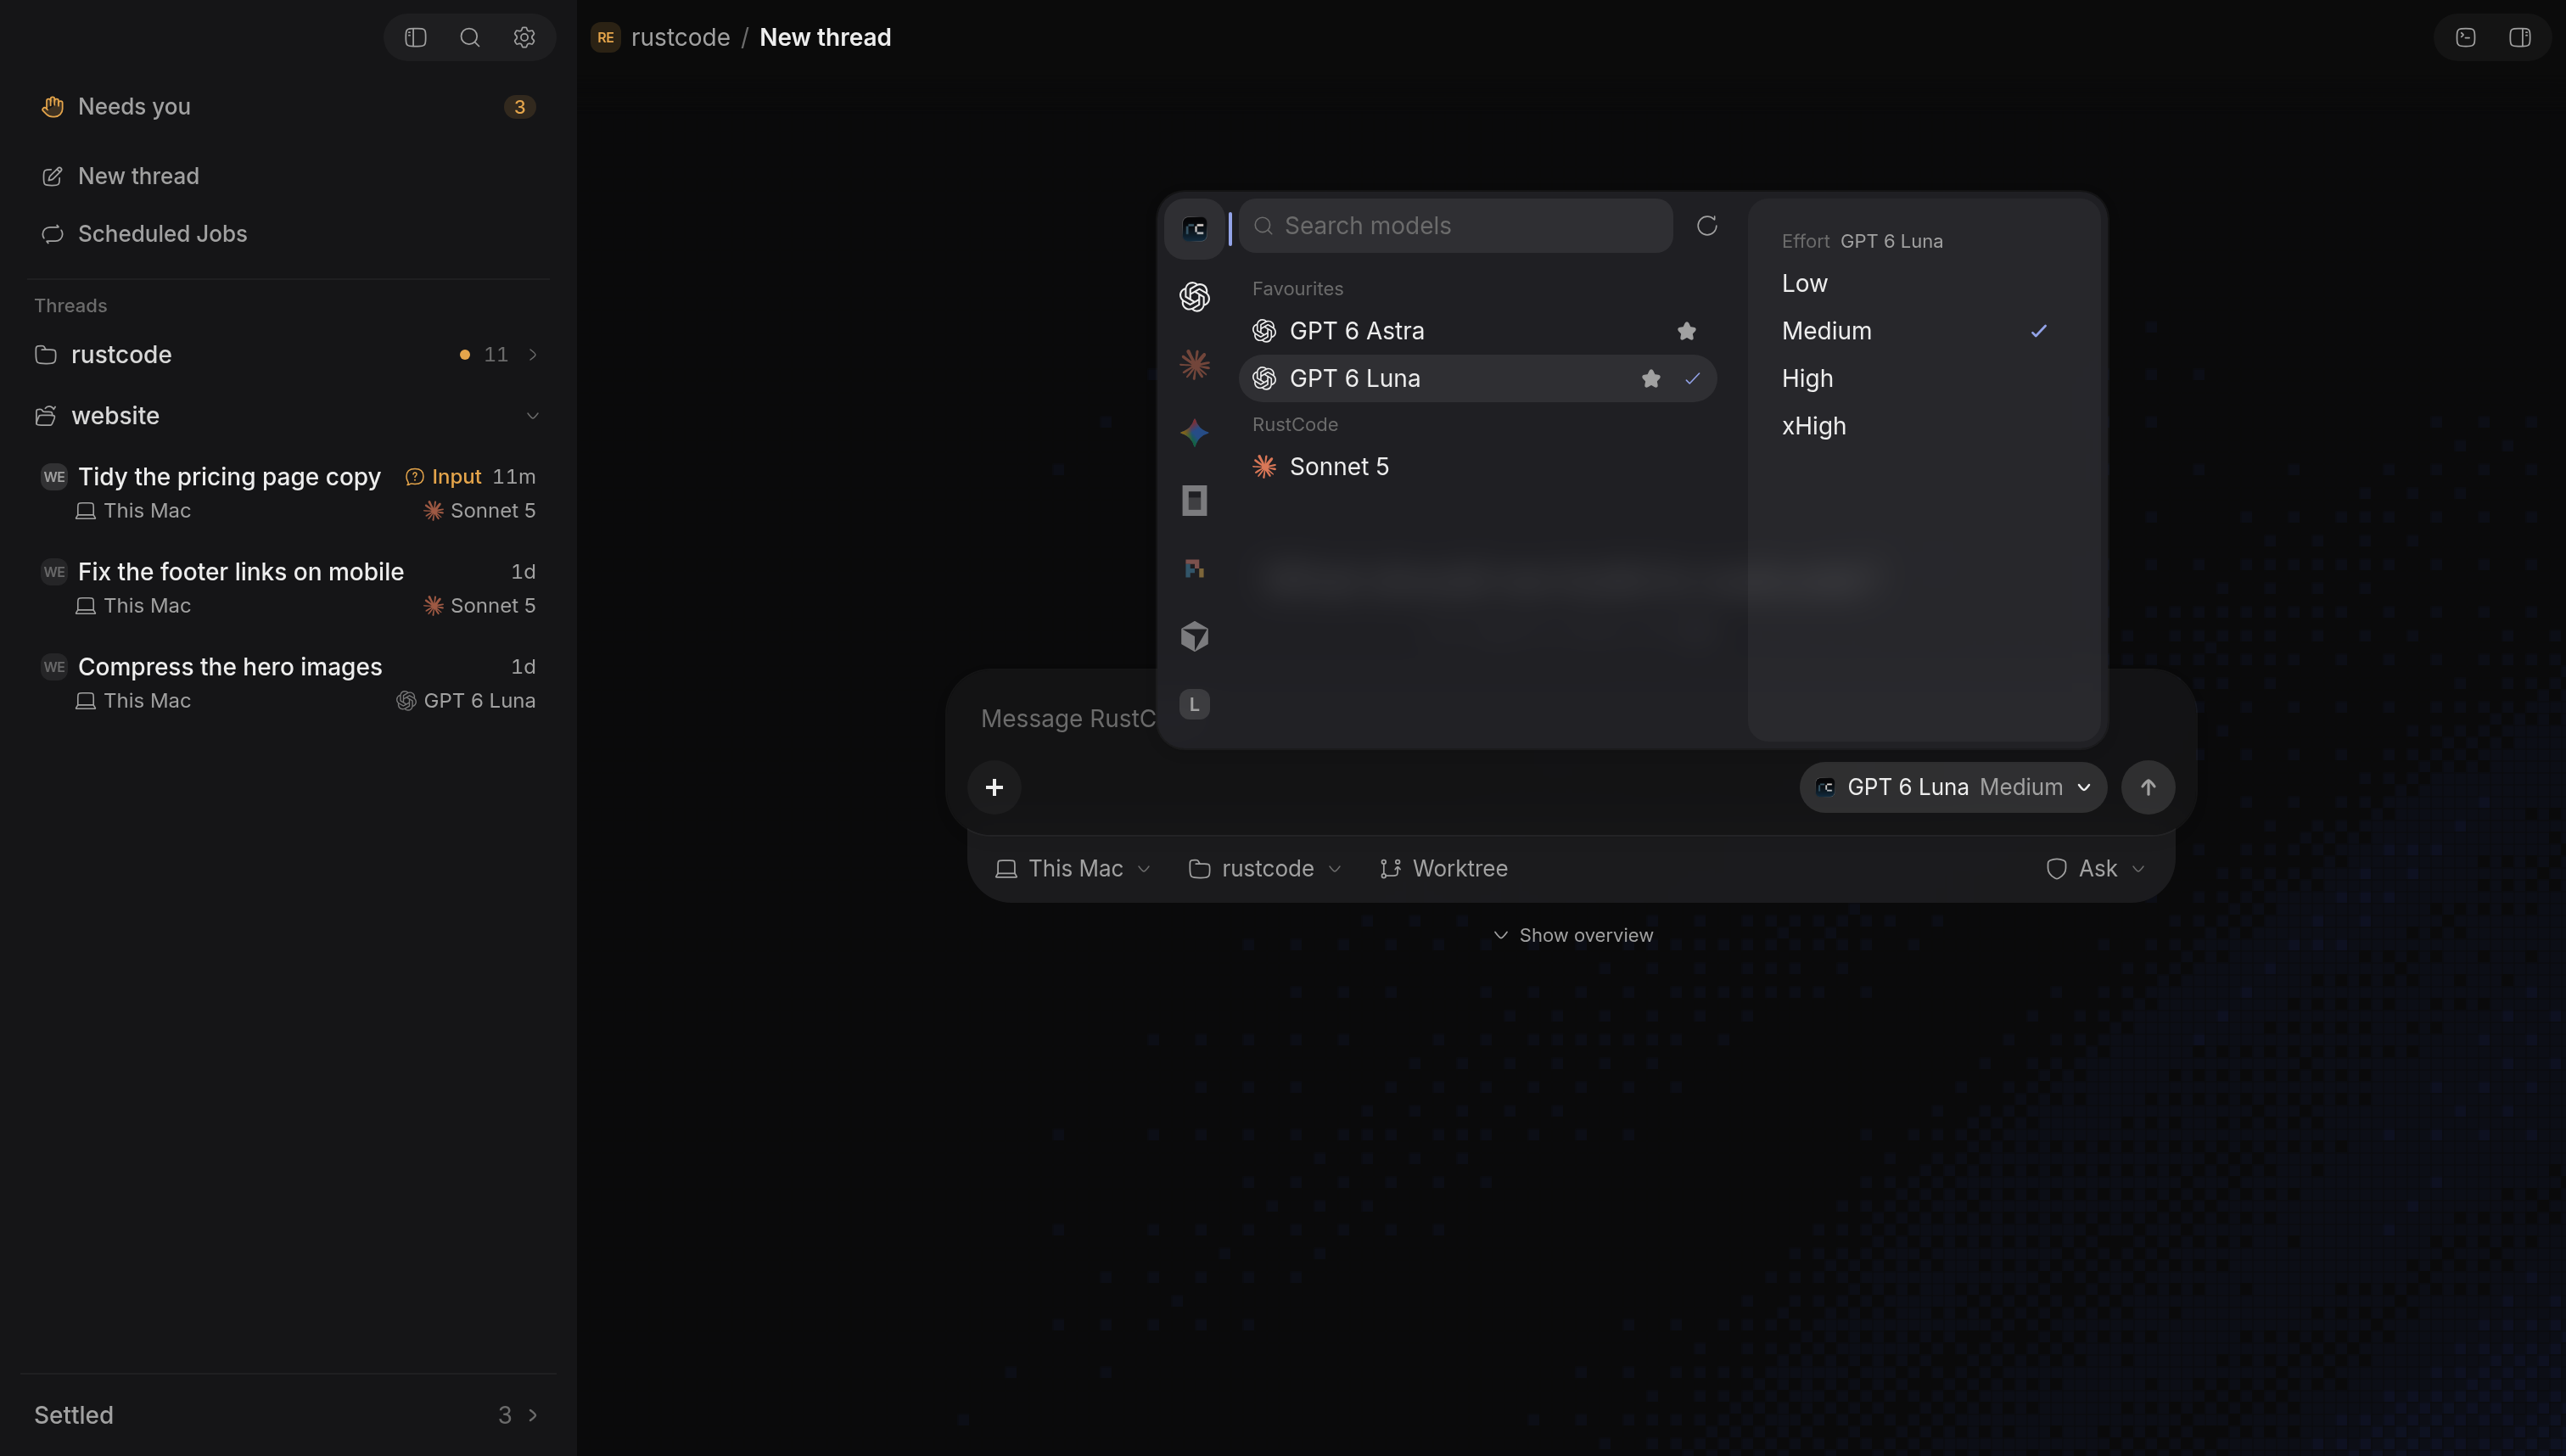 RE rustcode / New thread
Needs you 3
New thread
Scheduled Jobs
Threads
rustcode 11
website
WE Tidy the pricing page copy Input 11m
This Mac Sonnet 5
WE Fix the footer links on mobile 1d
This Mac Sonnet 5
WE Compress the hero images 1d
This Mac GPT 6 Luna
Settled 3
Search models
Favourites
GPT 6 Astra
GPT 6 Luna
RustCode
Sonnet 5
L
Effort GPT 6 Luna
Low
Medium
High
xHigh
Message RustC
GPT 6 Luna Medium
This Mac rustcode Worktree Ask
Show overview